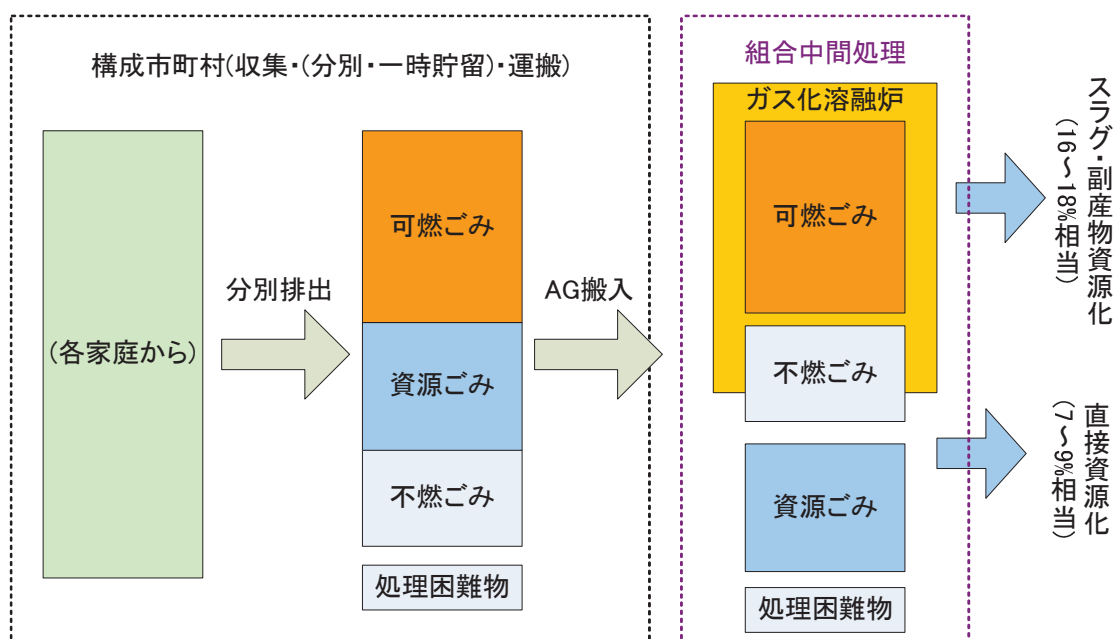 構成市町村(収集・(分別・一時貯留)・運搬)
(各家庭から)
分別排出
可燃ごみ
資源ごみ
不燃ごみ
処理困難物
AG搬入
組合中間処理
ガス化溶融炉
可燃ごみ
不燃ごみ
資源ごみ
処理困難物
スラグ・副産物資源化
(16～18%相当)
直接資源化
(7～9%相当)